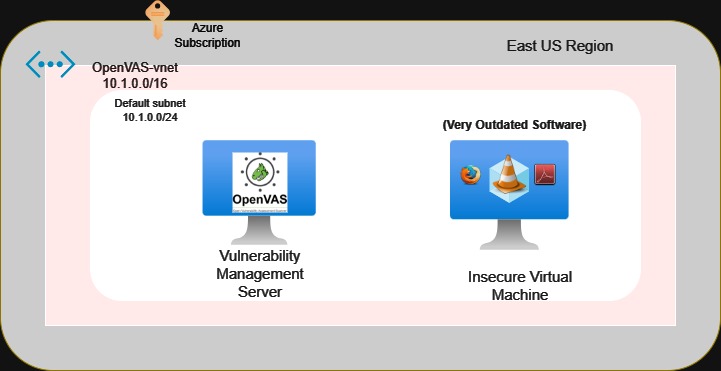 Azure
Subscription
East US Region
OpenVAS-vnet
10.1.0.0/16
Default subnet
10.1.0.0/24
(Very Outdated Software)
OpenVAS
Vulnerability
Management
Server
Insecure Virtual
Machine